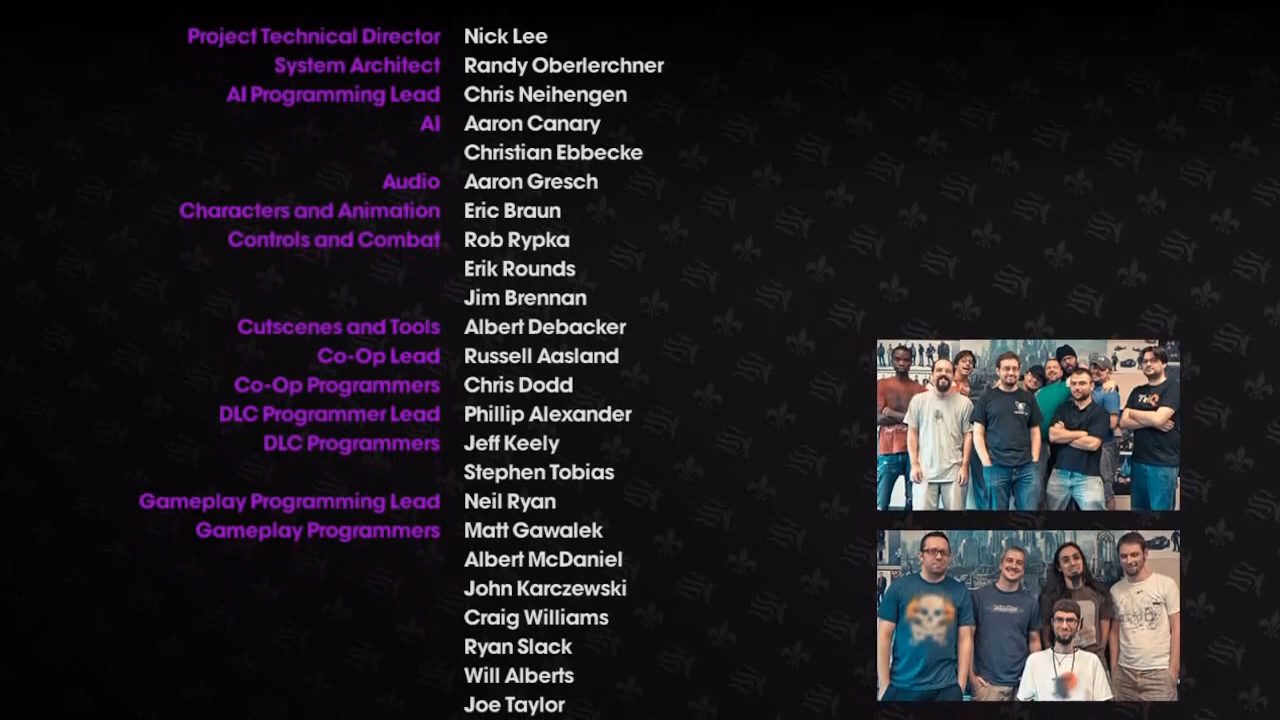 Project Technical Director Nick Lee
System Architect Randy Oberlerchner
AI Programming Lead Chris Neihengen
AI Aaron Canary
Christian Ebbecke
Audio Aaron Gresch
Characters and Animation Eric Braun
Controls and Combat Rob Rypka
Erik Rounds
Jim Brennan
Cutscenes and Tools Albert Debacker
Co-Op Lead Russell Aasland
Co-Op Programmers Chris Dodd
DLC Programmer Lead Phillip Alexander
DLC Programmers Jeff Keely
Stephen Tobias
Gameplay Programming Lead Neil Ryan
Gameplay Programmers Matt Gawalek
Albert McDaniel
John Karczewski
Craig Williams
Ryan Slack
Will Alberts
Joe Taylor
THQ